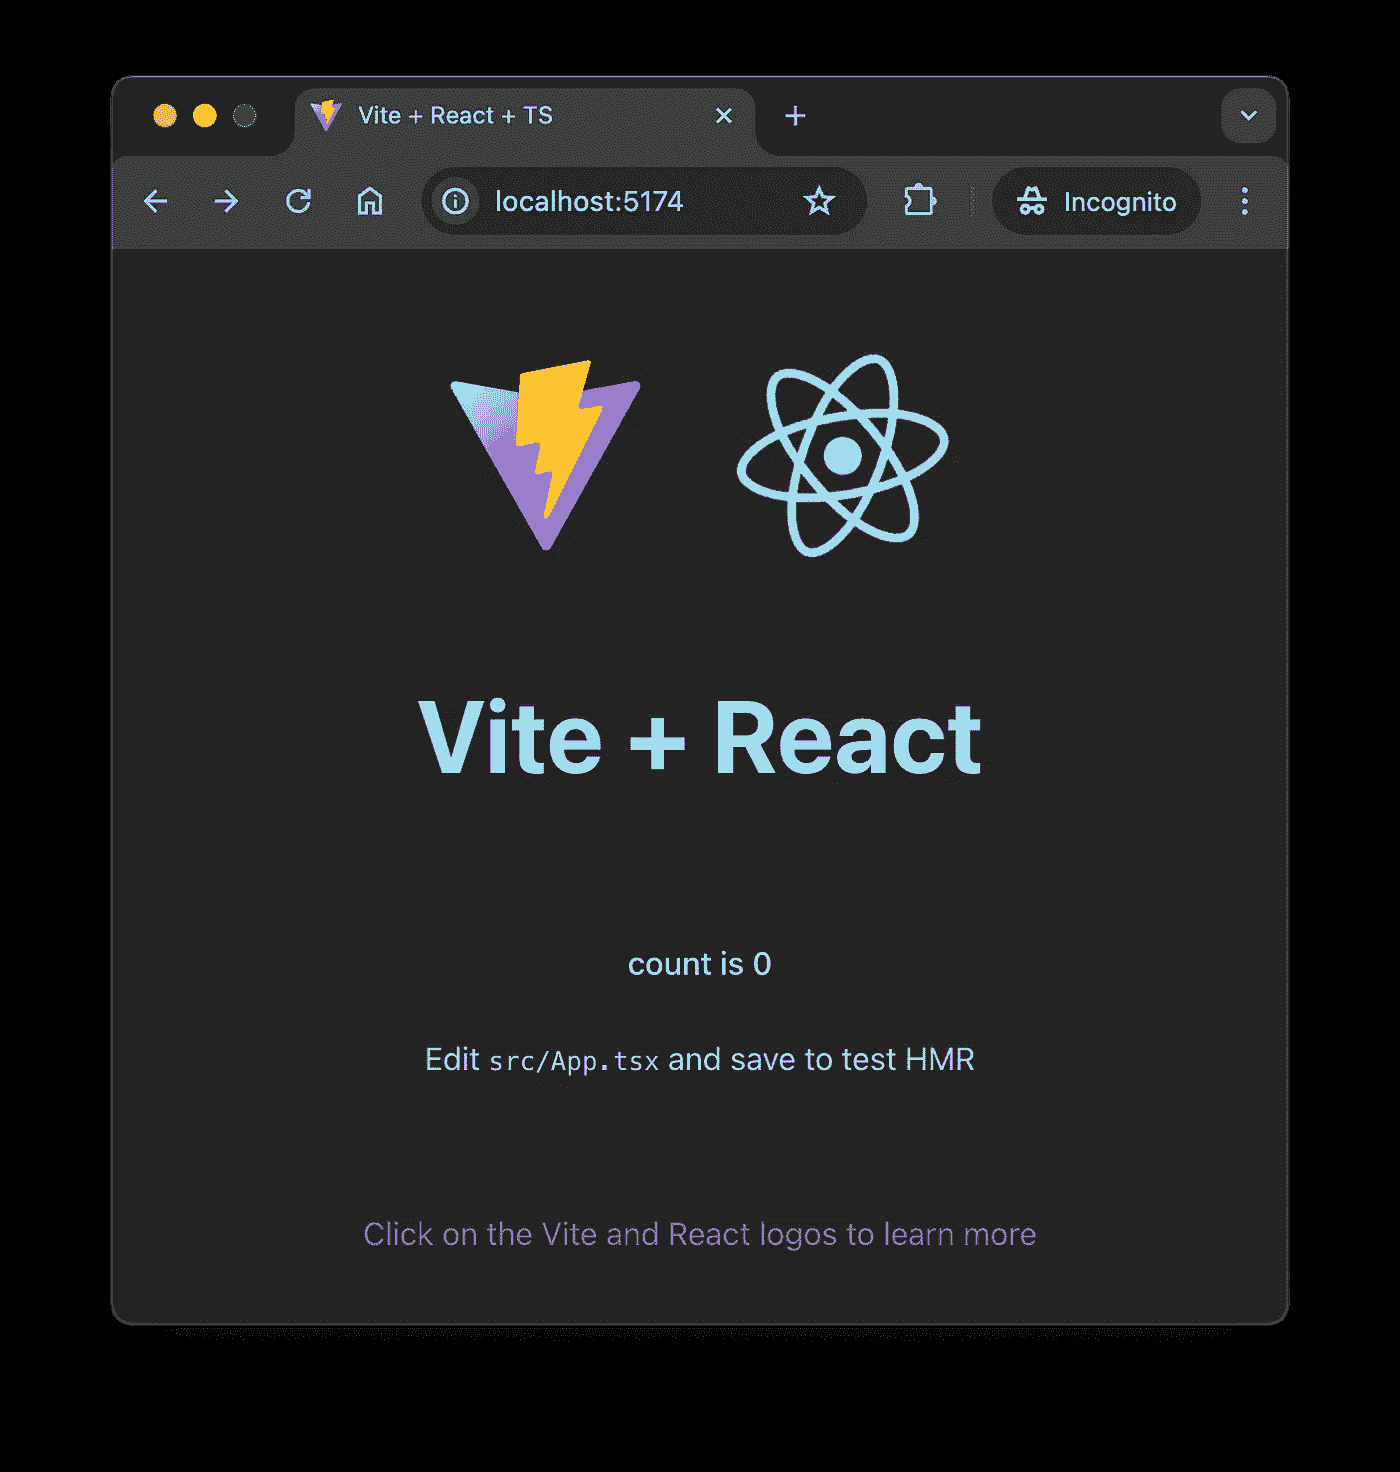 Vite + React + TS
localhost:5174
Incognito
Vite + React
count is 0
Edit src/App.tsx and save to test HMR
Click on the Vite and React logos to learn more